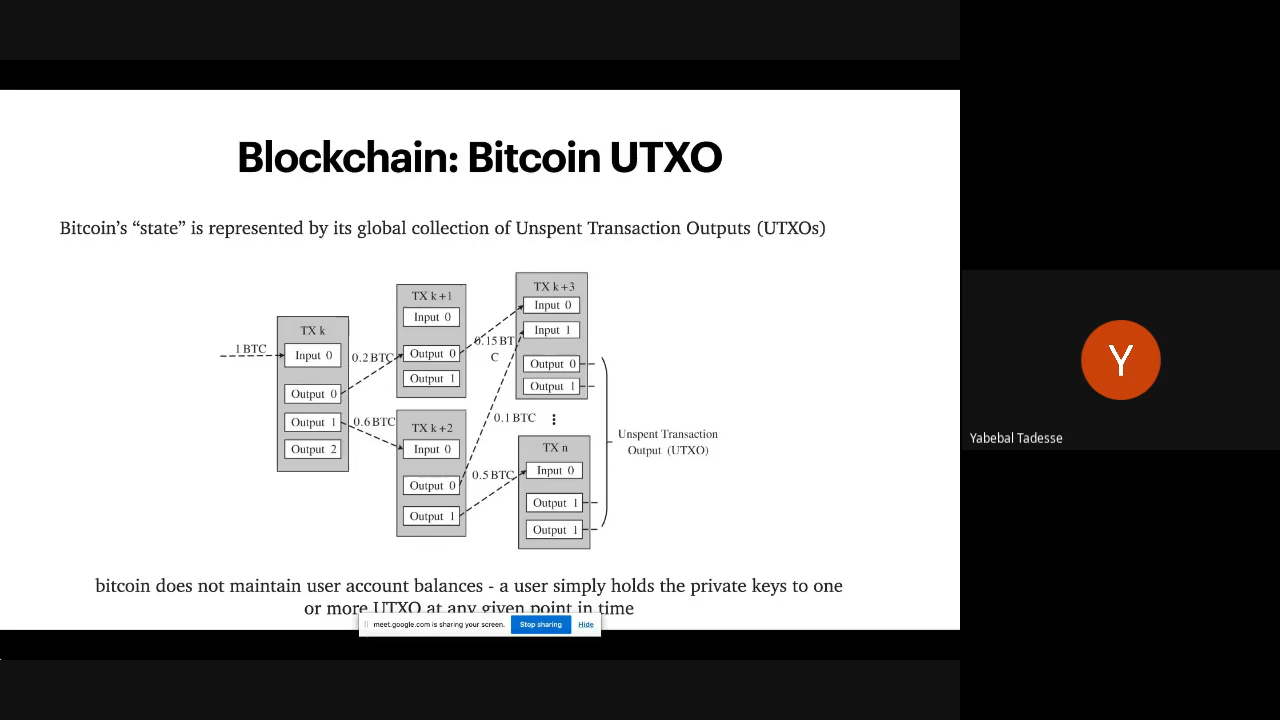 Blockchain: Bitcoin UTXO
Bitcoin's “state” is represented by its global collection of Unspent Transaction Outputs (UTXOs)
1 BTC
TX k
Input 0
Output 0
Output 1
Output 2
0.2 BTC
0.6 BTC
TX k+1
Input 0
Output 0
Output 1
TX k+2
Input 0
Output 0
Output 1
0.15 BT
C
0.1 BTC
0.5 BTC
TX k+3
Input 0
Input 1
Output 0
Output 1
TX n
Input 0
Output 1
Output 1
Unspent Transaction
Output (UTXO)
bitcoin does not maintain user account balances - a user simply holds the private keys to one
or more UTXO at any given point in time
meet.google.com is sharing your screen.
Stop sharing
Hide
Y
Yabebal Tadesse